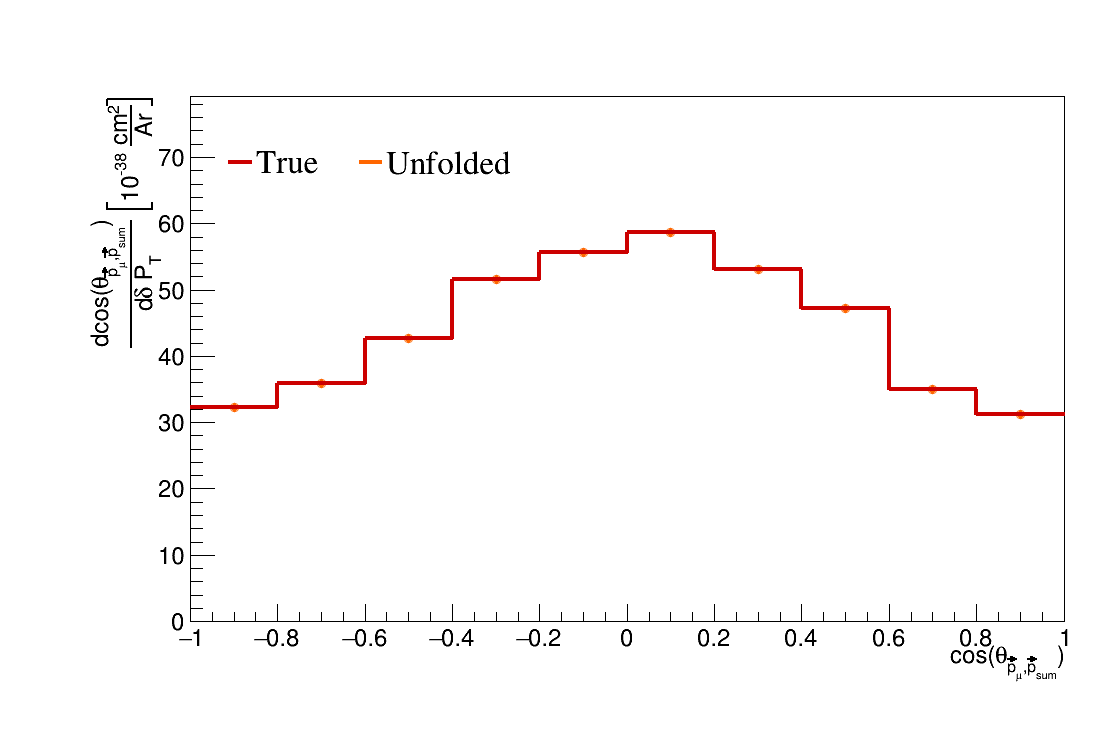 dcos(θp⃗μ,p⃗sum)
dδ PT
[10-38 cm2
Ar]
True Unfolded
70
60
50
40
30
20
10
0
−1 −0.8 −0.6 −0.4 −0.2 0 0.2 0.4 0.6 0.8 1
cos(θp⃗μ,p⃗sum)